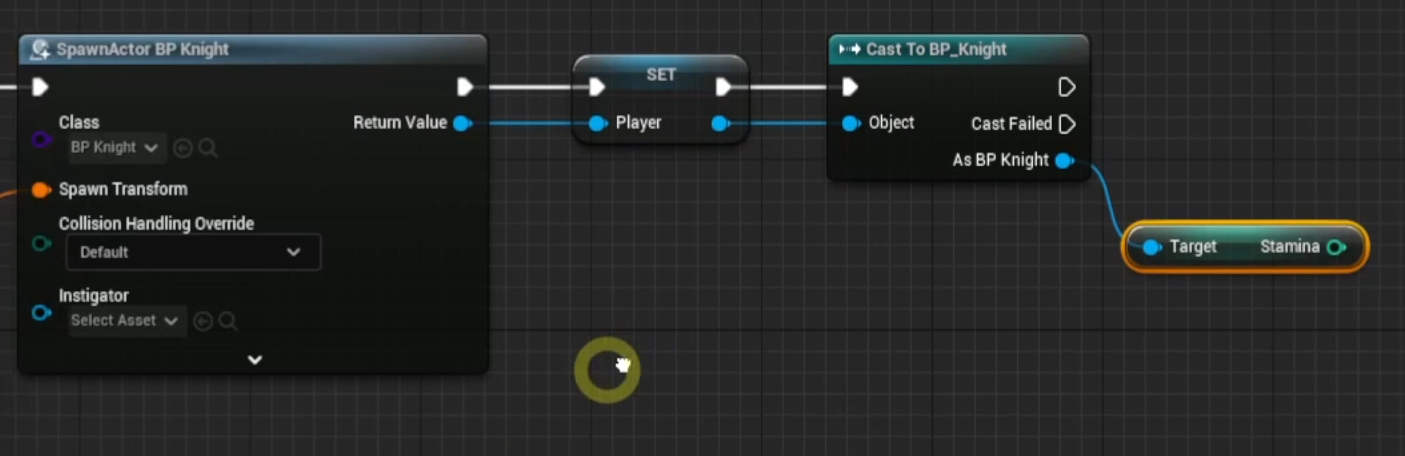 SpawnActor BP Knight
Class
BP Knight
Return Value
Spawn Transform
Collision Handling Override
Default
Instigator
Select Asset
SET
Player
Cast To BP_Knight
Object
Cast Failed
As BP Knight
Target
Stamina